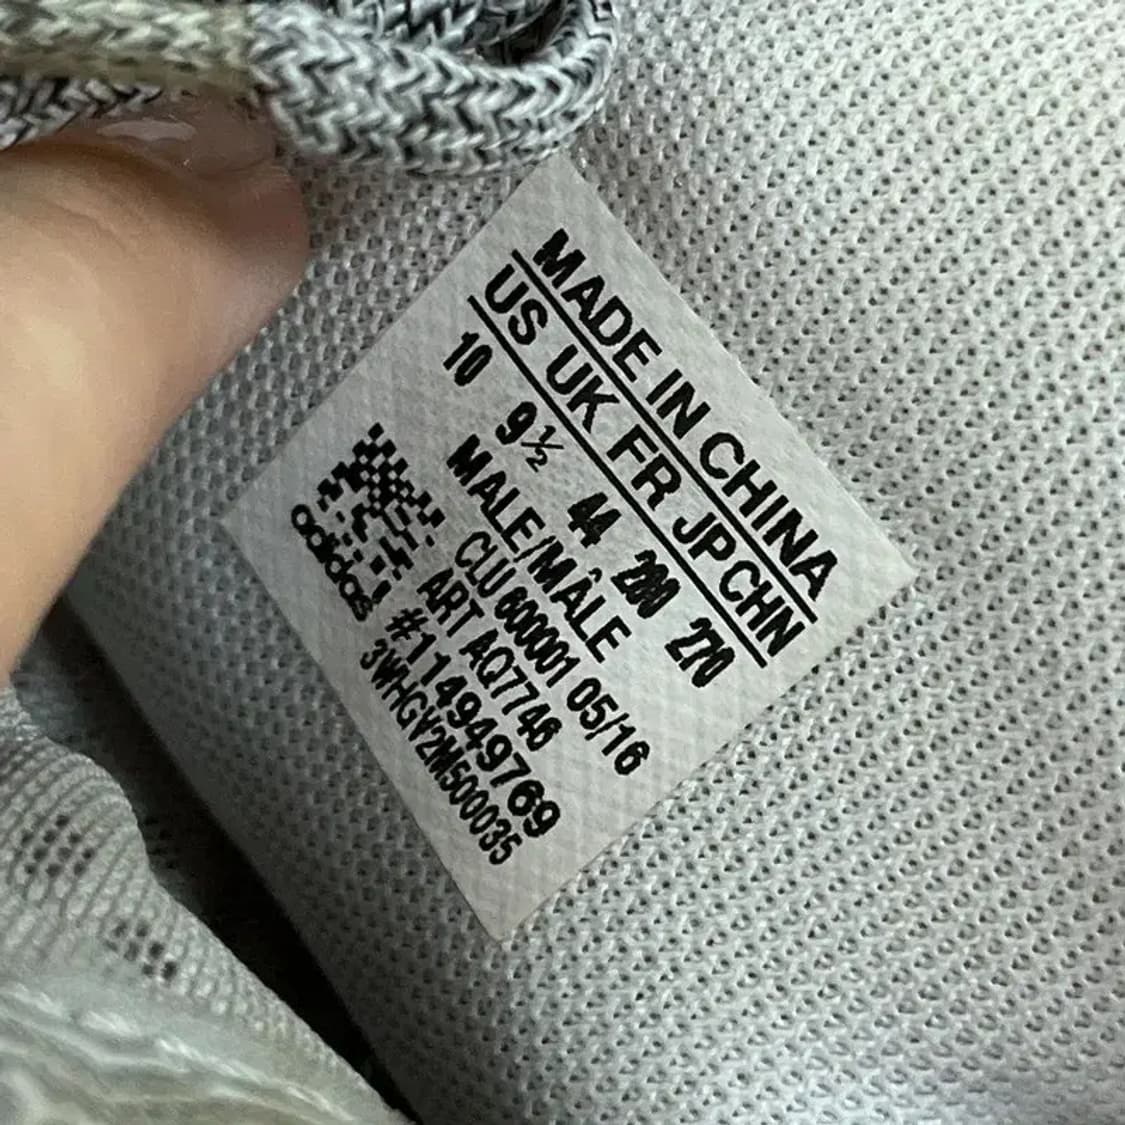 MADE IN CHINA
US UK FR JP CHN
10 9½ 44 280 270
MALE/MÂLE
CLU 600001 05/16
ART AQ7746
#114949769
3WHGV2M500035
adidas